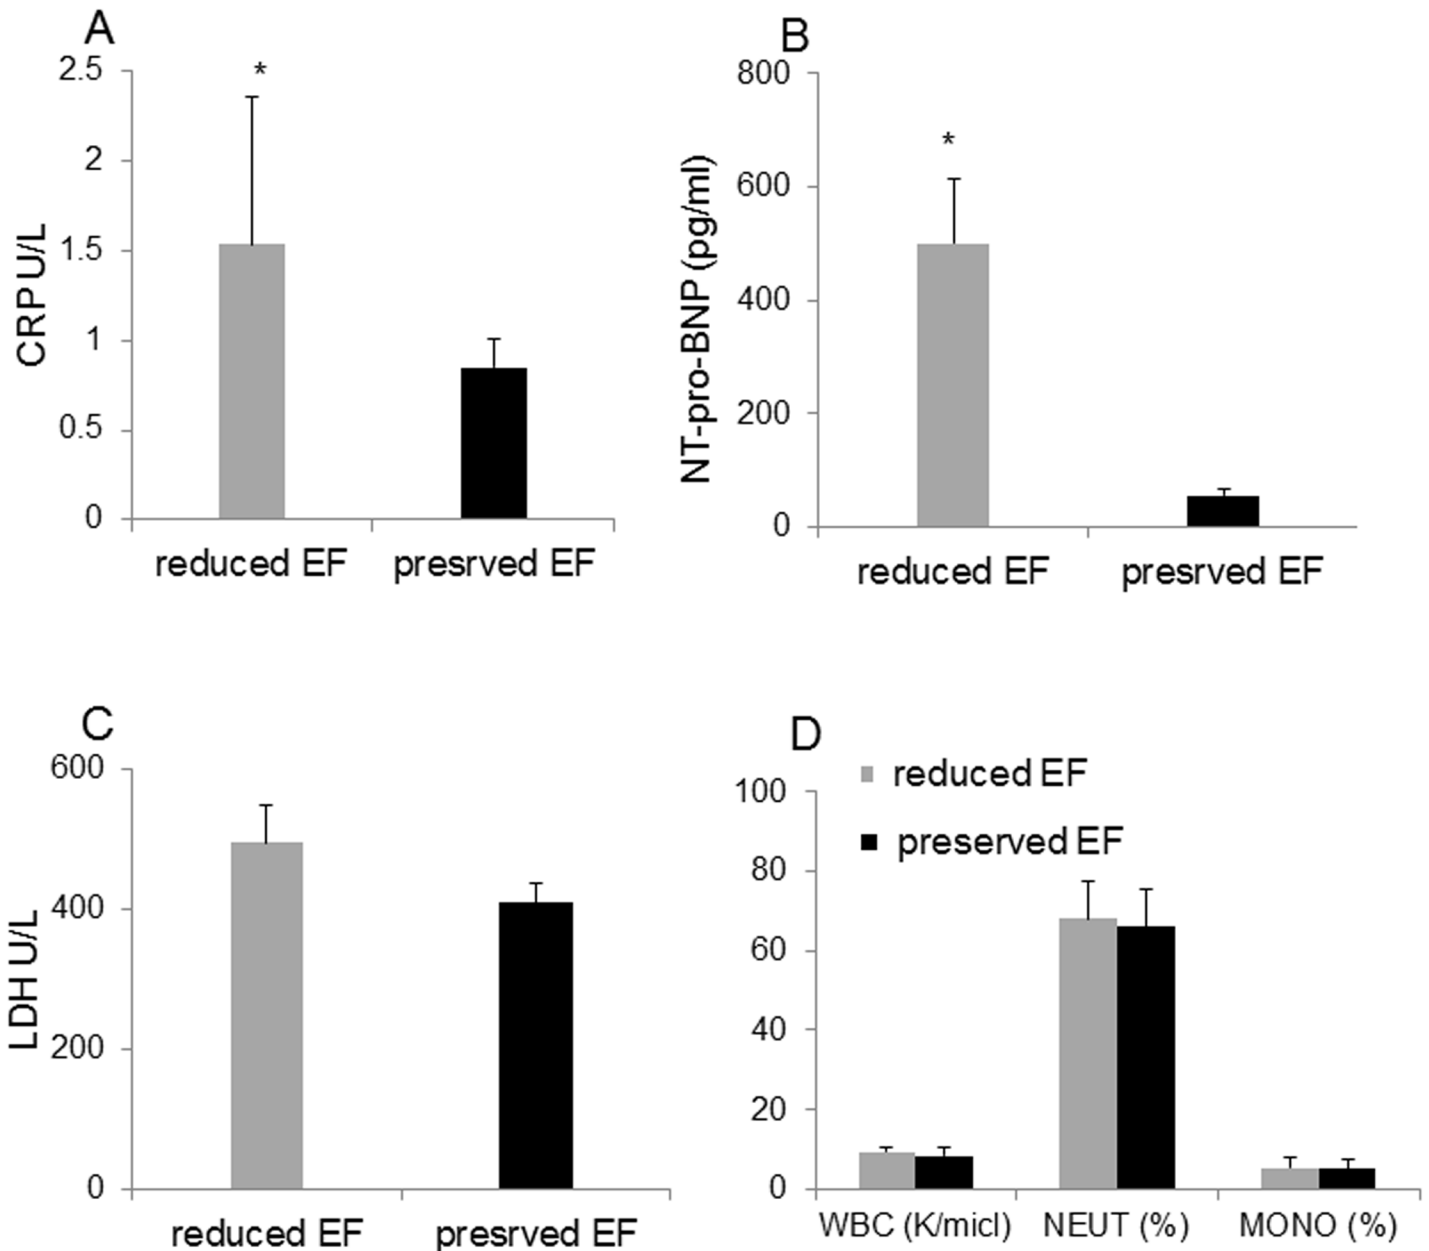 A
2.5
*
2
1.5
1
0.5
0
CRP U/L
reduced EF
presrved EF
B
800
*
600
400
200
0
NT-pro-BNP (pg/ml)
reduced EF
presrved EF
C
600
400
200
0
LDH U/L
reduced EF
presrved EF
D
reduced EF
preserved EF
100
80
60
40
20
0
WBC (K/micl)
NEUT (%)
MONO (%)